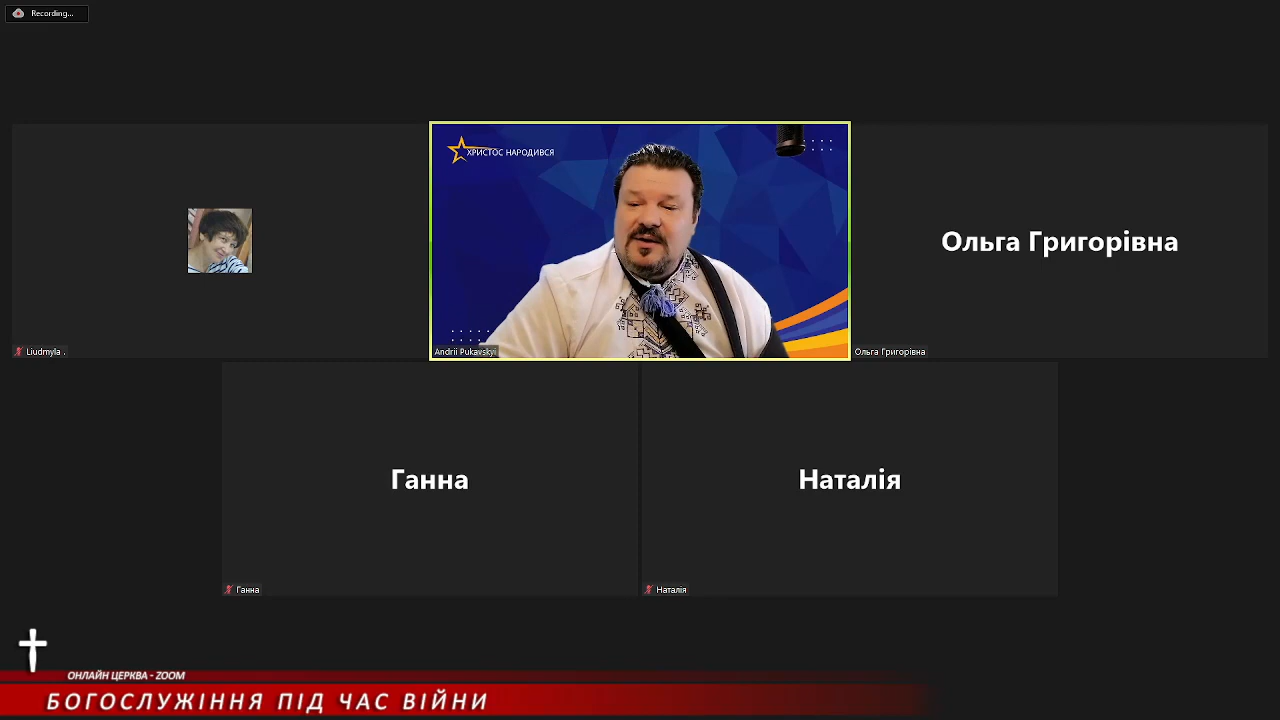 Recording...
ХРИСТОС НАРОДИВСЯ
Ольга Григорівна
Liudmyla .
Andrii Pukavskyi
Ольга Григорівна
Ганна
Наталія
Ганна
Наталія
ОНЛАЙН ЦЕРКВА - ZOOM
БОГОСЛУЖІННЯ ПІД ЧАС ВІЙНИ